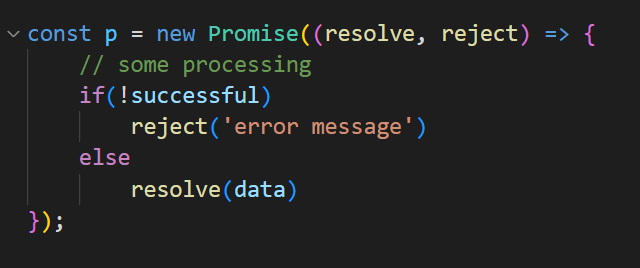 const p = new Promise((resolve, reject) => {
    // some processing
    if(!successful)
        reject('error message')
    else
        resolve(data)
});